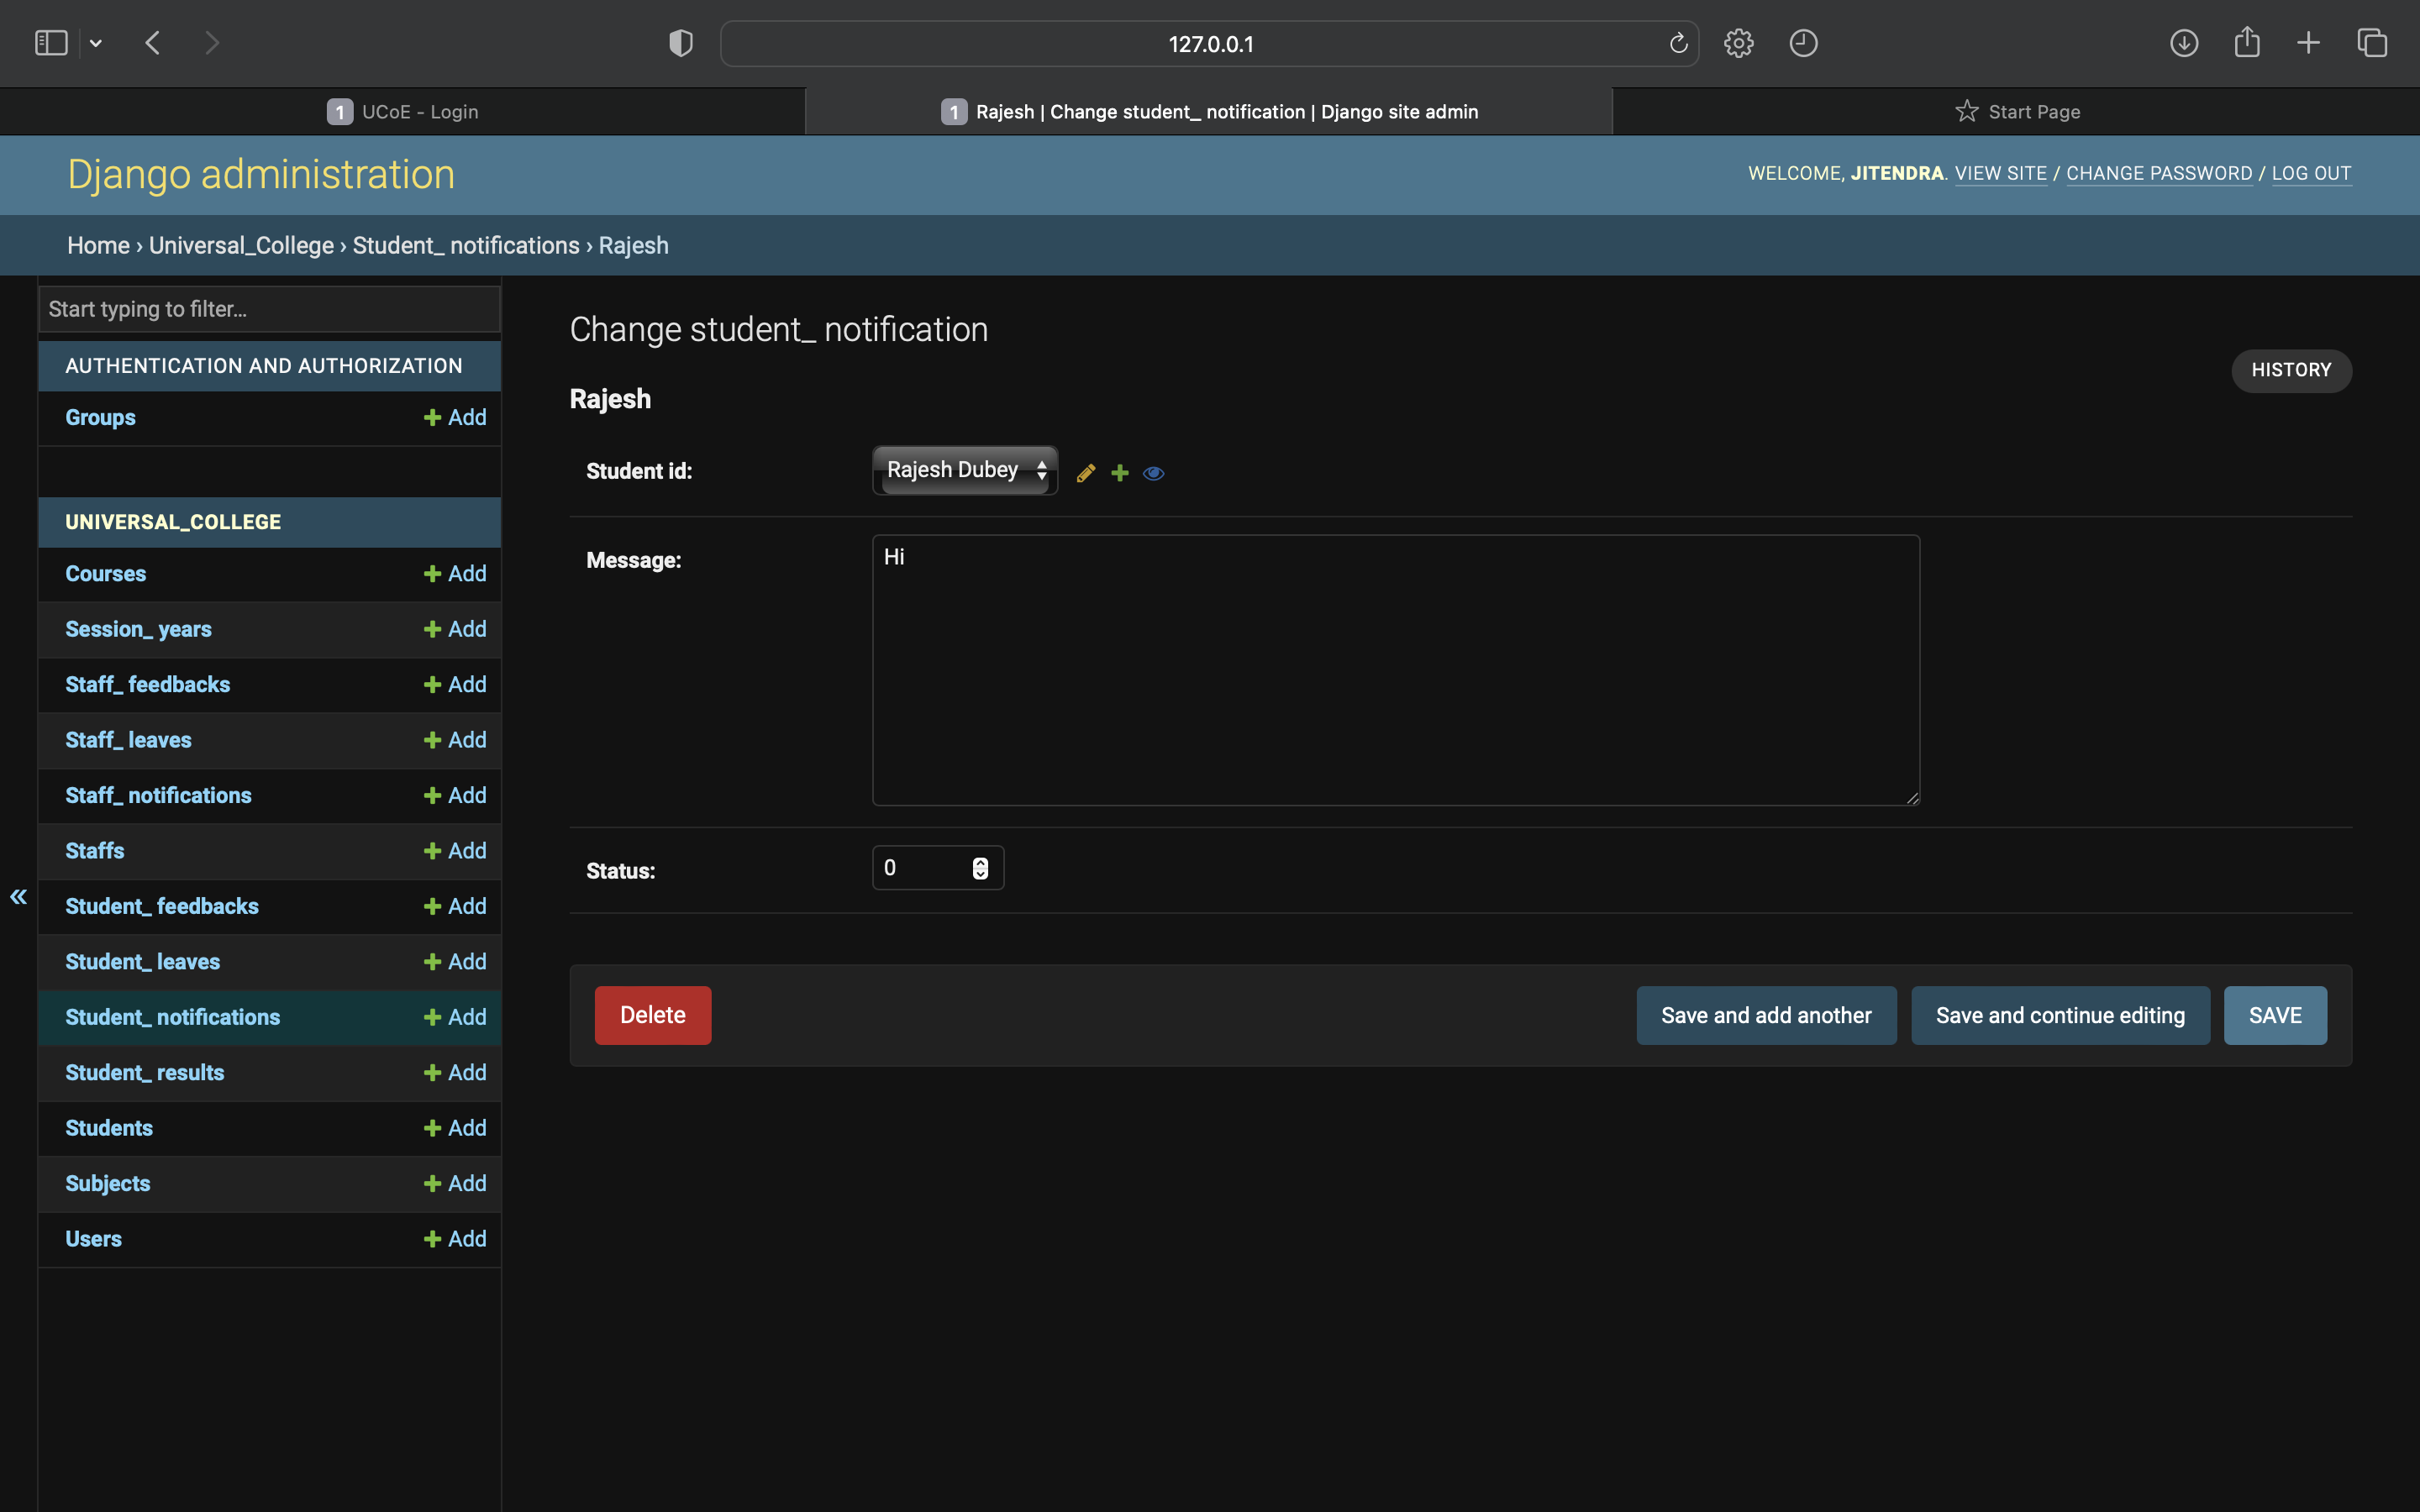 127.0.0.1
1 UCoE - Login
1 Rajesh | Change student_ notification | Django site admin
Start Page
Django administration
WELCOME, JITENDRA. VIEW SITE / CHANGE PASSWORD / LOG OUT
Home › Universal_College › Student_ notifications › Rajesh
Start typing to filter...
AUTHENTICATION AND AUTHORIZATION
Groups + Add
UNIVERSAL_COLLEGE
Courses + Add
Session_ years + Add
Staff_ feedbacks + Add
Staff_ leaves + Add
Staff_ notifications + Add
Staffs + Add
Student_ feedbacks + Add
Student_ leaves + Add
Student_ notifications + Add
Student_ results + Add
Students + Add
Subjects + Add
Users + Add
«
Change student_ notification
HISTORY
Rajesh
Student id: Rajesh Dubey
Message: Hi
Status: 0
Delete
Save and add another
Save and continue editing
SAVE